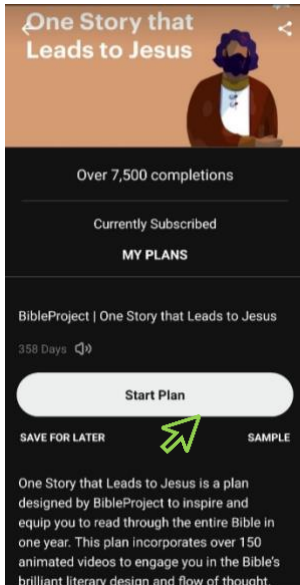 One Story that
Leads to Jesus
Over 7,500 completions
Currently Subscribed
MY PLANS
BibleProject | One Story that Leads to Jesus
358 Days
Start Plan
SAVE FOR LATER
SAMPLE
One Story that Leads to Jesus is a plan
designed by BibleProject to inspire and
equip you to read through the entire Bible in
one year. This plan incorporates over 150
animated videos to engage you in the Bible's
brilliant literary design and flow of thought.